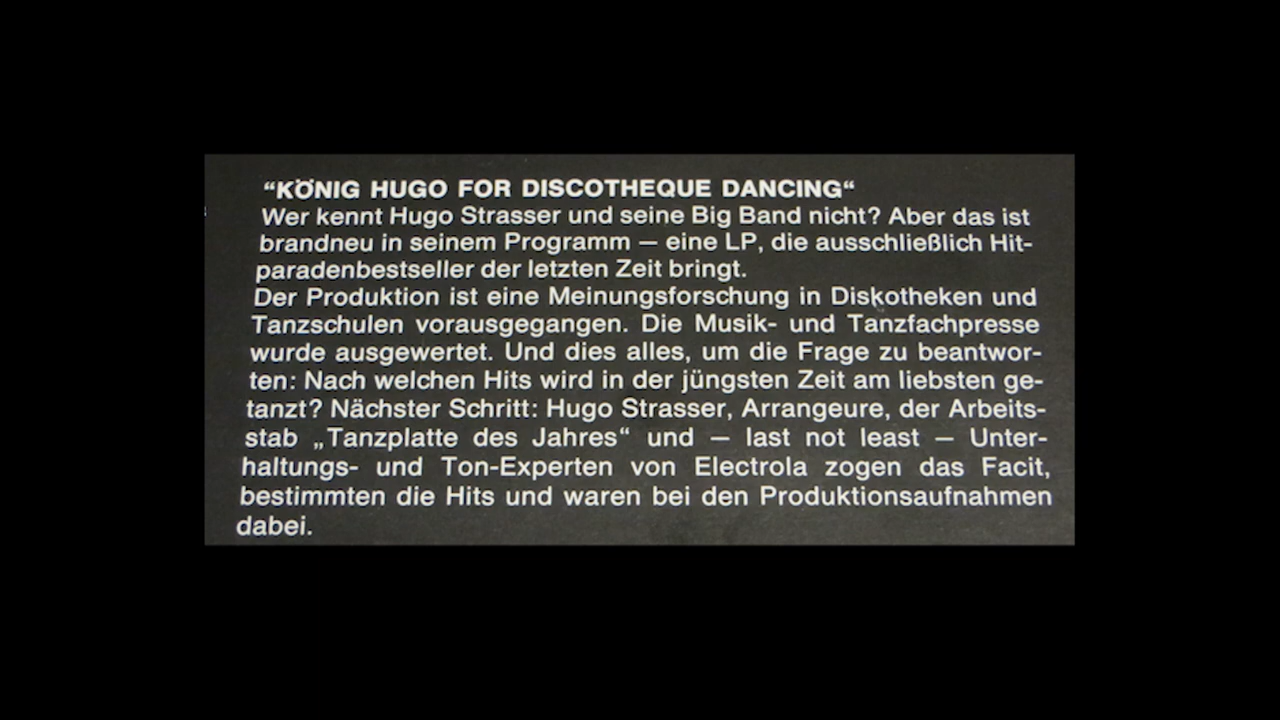 “KÖNIG HUGO FOR DISCOTHEQUE DANCING“
Wer kennt Hugo Strasser und seine Big Band nicht? Aber das ist
brandneu in seinem Programm — eine LP, die ausschließlich Hit-
paradenbestseller der letzten Zeit bringt.
Der Produktion ist eine Meinungsforschung in Diskotheken und
Tanzschulen vorausgegangen. Die Musik- und Tanzfachpresse
wurde ausgewertet. Und dies alles, um die Frage zu beantwor-
ten: Nach welchen Hits wird in der jüngsten Zeit am liebsten ge-
tanzt? Nächster Schritt: Hugo Strasser, Arrangeure, der Arbeits-
stab „Tanzplatte des Jahres“ und — last not least — Unter-
haltungs- und Ton-Experten von Electrola zogen das Facit,
bestimmten die Hits und waren bei den Produktionsaufnahmen
dabei.